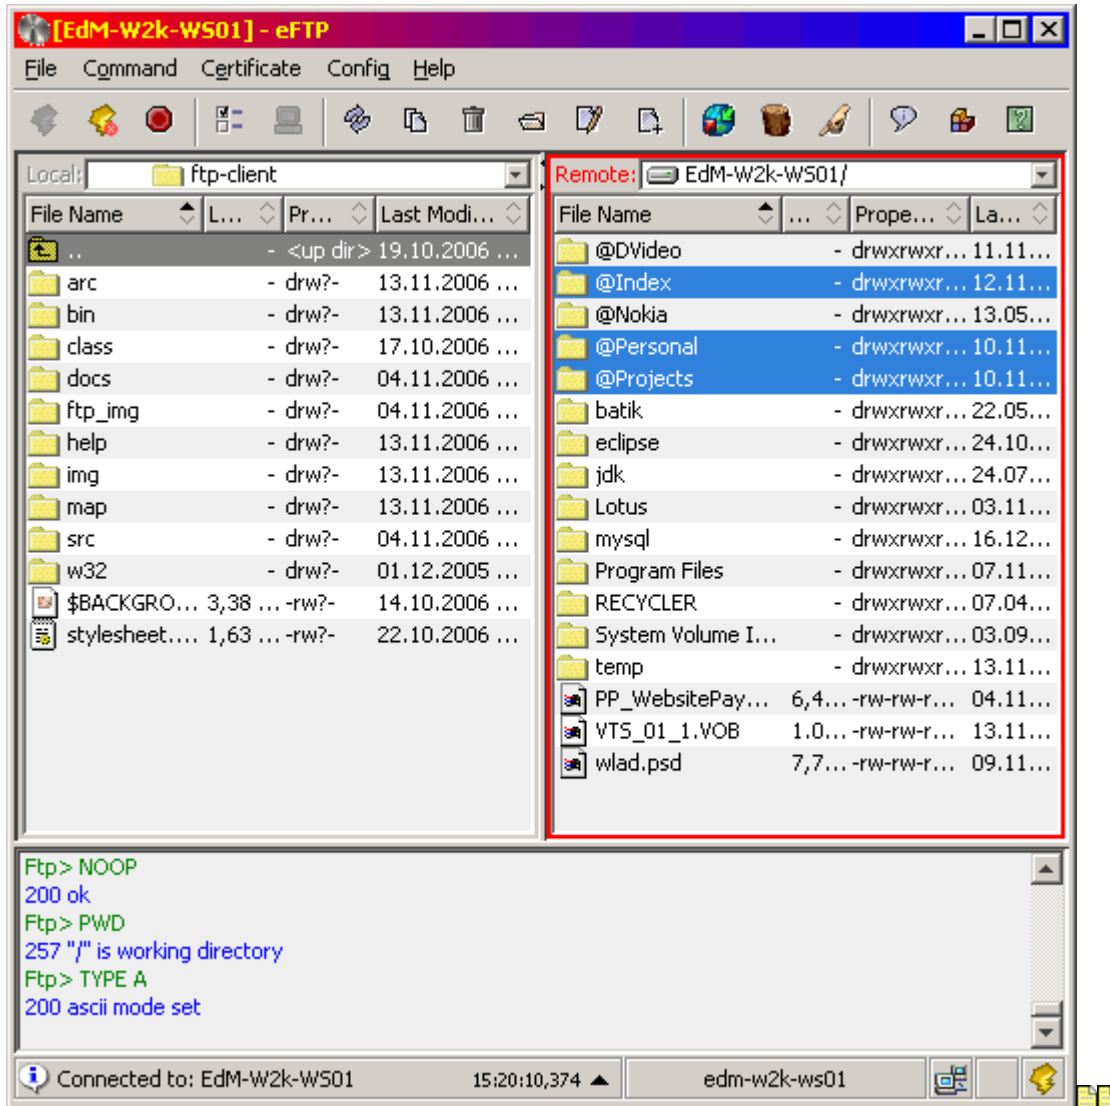 [EdM-W2k-WS01] - eFTP
File Command Certificate Config Help
Local: ftp-client
File Name L... Pr... Last Modi...
.. - <up dir> 19.10.2006 ...
arc - drw?- 13.11.2006 ...
bin - drw?- 13.11.2006 ...
class - drw?- 17.10.2006 ...
docs - drw?- 04.11.2006 ...
ftp_img - drw?- 04.11.2006 ...
help - drw?- 13.11.2006 ...
img - drw?- 13.11.2006 ...
map - drw?- 13.11.2006 ...
src - drw?- 04.11.2006 ...
w32 - drw?- 01.12.2005 ...
$BACKGRO... 3,38 ... -rw?- 14.10.2006 ...
stylesheet.... 1,63 ... -rw?- 22.10.2006 ...
Remote: EdM-W2k-WS01/
File Name ... Prope... La...
@DVideo - drwxrwxr... 11.11...
@Index - drwxrwxr... 12.11...
@Nokia - drwxrwxr... 13.05...
@Personal - drwxrwxr... 10.11...
@Projects - drwxrwxr... 10.11...
batik - drwxrwxr... 22.05...
eclipse - drwxrwxr... 24.10...
jdk - drwxrwxr... 24.07...
Lotus - drwxrwxr... 03.11...
mysql - drwxrwxr... 16.12...
Program Files - drwxrwxr... 07.11...
RECYCLER - drwxrwxr... 07.04...
System Volume I... - drwxrwxr... 03.09...
temp - drwxrwxr... 13.11...
PP_WebsitePay... 6,4... -rw-rw-r... 04.11...
VTS_01_1.VOB 1.0... -rw-rw-r... 13.11...
wlad.psd 7,7... -rw-rw-r... 09.11...
Ftp> NOOP
200 ok
Ftp> PWD
257 "/" is working directory
Ftp> TYPE A
200 ascii mode set
Connected to: EdM-W2k-WS01 15:20:10,374 edm-w2k-ws01